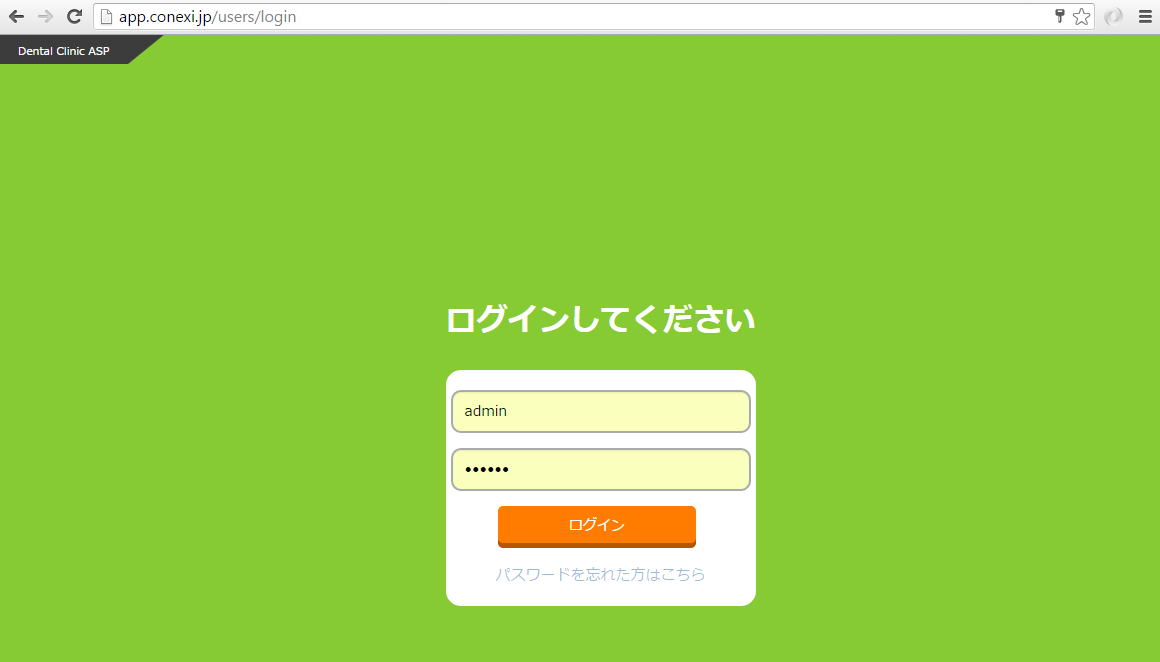 app.conexi.jp/users/login
Dental Clinic ASP
ログインしてください
admin
••••••
ログイン
パスワードを忘れた方はこちら